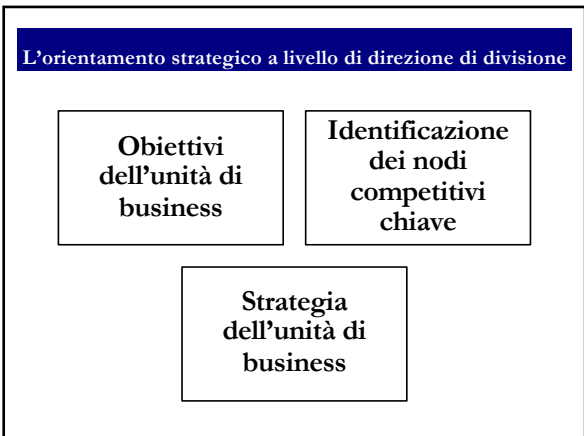 L’orientamento strategico a livello di direzione di divisione
Obiettivi
dell’unità di
business
Identificazione
dei nodi
competitivi
chiave
Strategia
dell’unità di
business